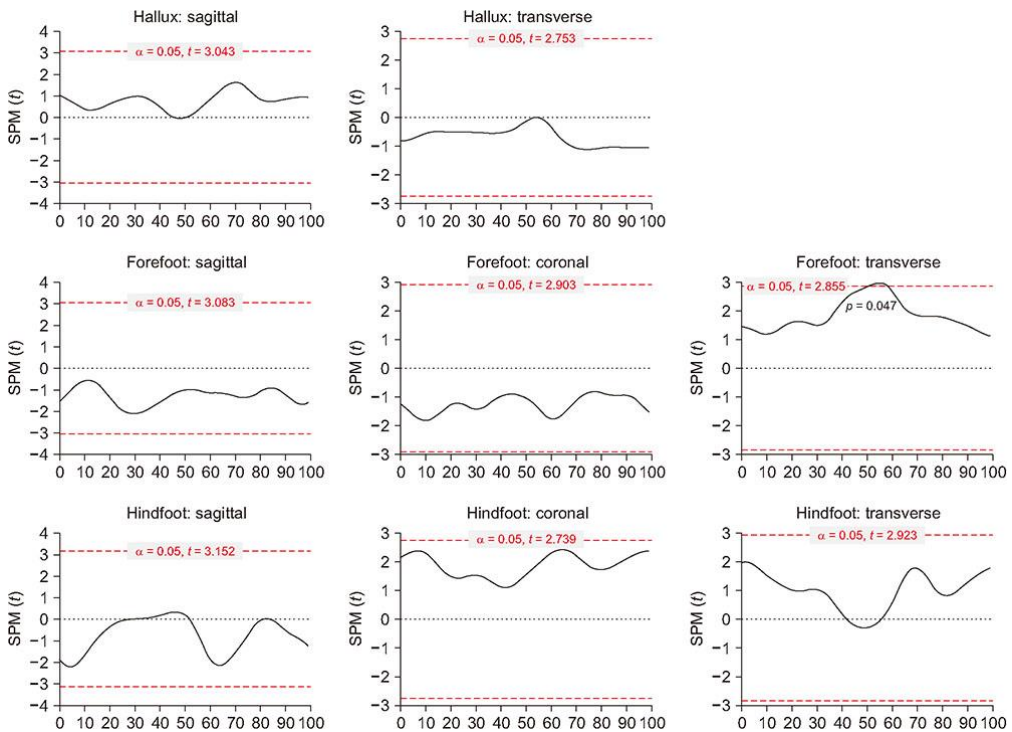 Hallux: sagittal
4
3
2
1
0
−1
−2
−3
−4
SPM (t)
α = 0.05, t = 3.043
0 10 20 30 40 50 60 70 80 90 100
Hallux: transverse
3
2
1
0
−1
−2
−3
SPM (t)
α = 0.05, t = 2.753
0 10 20 30 40 50 60 70 80 90 100
Forefoot: sagittal
4
3
2
1
0
−1
−2
−3
−4
SPM (t)
α = 0.05, t = 3.083
0 10 20 30 40 50 60 70 80 90 100
Forefoot: coronal
3
2
1
0
−1
−2
−3
SPM (t)
α = 0.05, t = 2.903
0 10 20 30 40 50 60 70 80 90 100
Forefoot: transverse
3
2
1
0
−1
−2
−3
SPM (t)
α = 0.05, t = 2.855
p = 0.047
0 10 20 30 40 50 60 70 80 90 100
Hindfoot: sagittal
4
3
2
1
0
−1
−2
−3
−4
SPM (t)
α = 0.05, t = 3.152
0 10 20 30 40 50 60 70 80 90 100
Hindfoot: coronal
3
2
1
0
−1
−2
−3
SPM (t)
α = 0.05, t = 2.739
0 10 20 30 40 50 60 70 80 90 100
Hindfoot: transverse
3
2
1
0
−1
−2
−3
SPM (t)
α = 0.05, t = 2.923
0 10 20 30 40 50 60 70 80 90 100